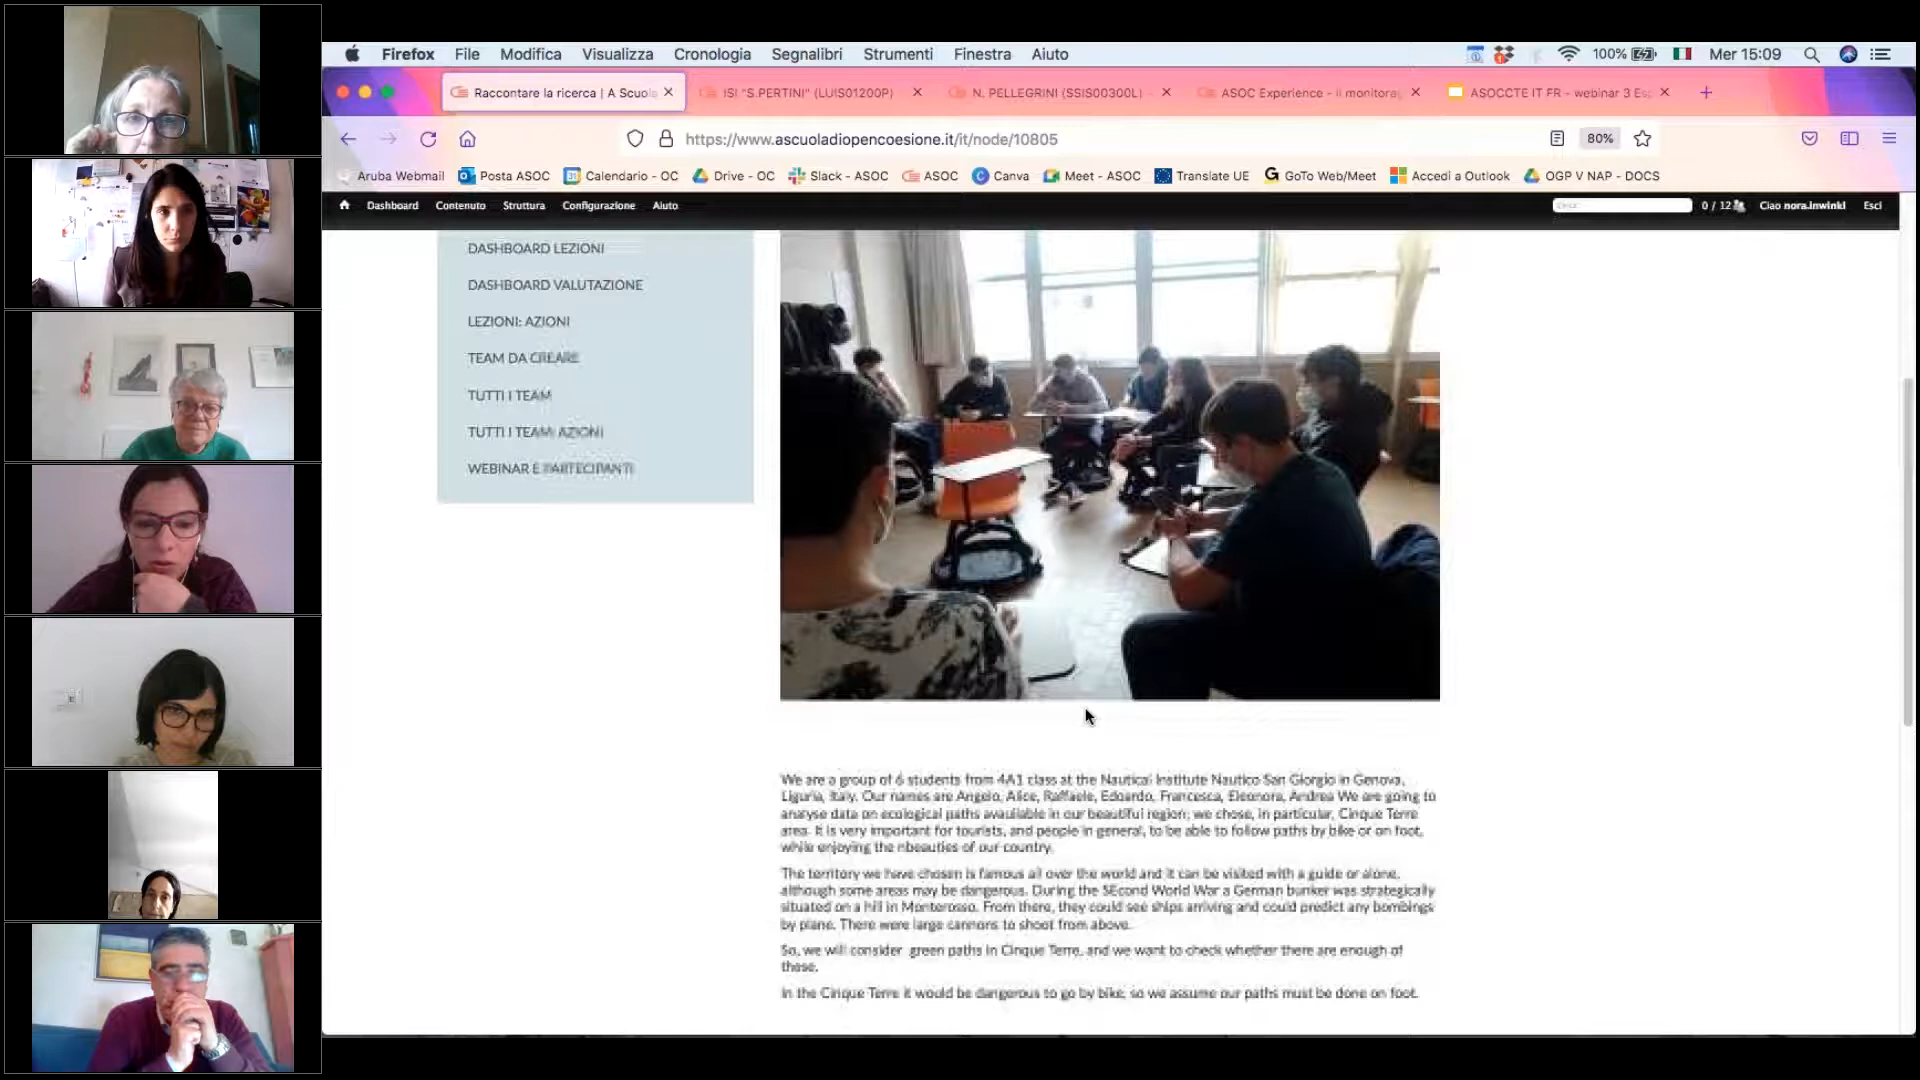 Firefox File Modifica Visualizza Cronologia Segnalibri Strumenti Finestra Aiuto 100% Mer 15:09
Raccontare la ricerca | A Scuola
ISI "S.PERTINI" (LUIS01200P)
N. PELLEGRINI (SSIS00300L) -
ASOC Experience - il monitorag
ASOCCTE IT FR - webinar 3 Es
https://www.ascuoladiopencoesione.it/it/node/10805 80%
Aruba Webmail Posta ASOC Calendario - OC Drive - OC Slack - ASOC ASOC Canva Meet - ASOC Translate UE GoTo Web/Meet Accedi a Outlook OGP V NAP - DOCS
Dashboard Contenuto Struttura Configurazione Aiuto 0 / 12 Ciao nora.inwinkl Esci
DASHBOARD LEZIONI
DASHBOARD VALUTAZIONE
LEZIONI: AZIONI
TEAM DA CREARE
TUTTI I TEAM
TUTTI I TEAM: AZIONI
WEBINAR E PARTECIPANTI
We are a group of 6 students from 4A1 class at the Nautical Institute Nautico San Giorgio in Genova,
Liguria, Italy. Our names are Angelo, Alice, Raffaele, Edoardo, Francesca, Eleonora, Andrea We are going to
analyse data on ecological paths available in our beautiful region; we chose, in particular, Cinque Terre
area. It is very important for tourists, and people in general, to be able to follow paths by bike or on foot,
while enjoying the nbeauties of our country.
The territory we have chosen is famous all over the world and it can be visited with a guide or alone,
although some areas may be dangerous. During the SEcond World War a German bunker was strategically
situated on a hill in Monterosso. From there, they could see ships arriving and could predict any bombings
by plane. There were large cannons to shoot from above.
So, we will consider green paths in Cinque Terre, and we want to check whether there are enough of
these.
In the Cinque Terre it would be dangerous to go by bike, so we assume our paths must be done on foot.